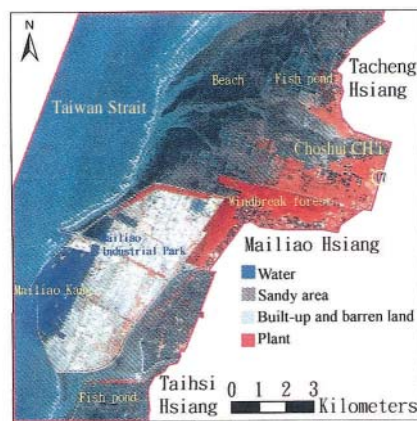 N
Tacheng
Hsiang
Beach
Fish pond
Taiwan Strait
Choshui CH'i
Windbreak forest
Mailiao Hsiang
Mailiao
Industrial Park
Water
Sandy area
Built-up and barren land
Plant
Taihsi
Hsiang
0 1 2 3
Kilometers
Fish pond